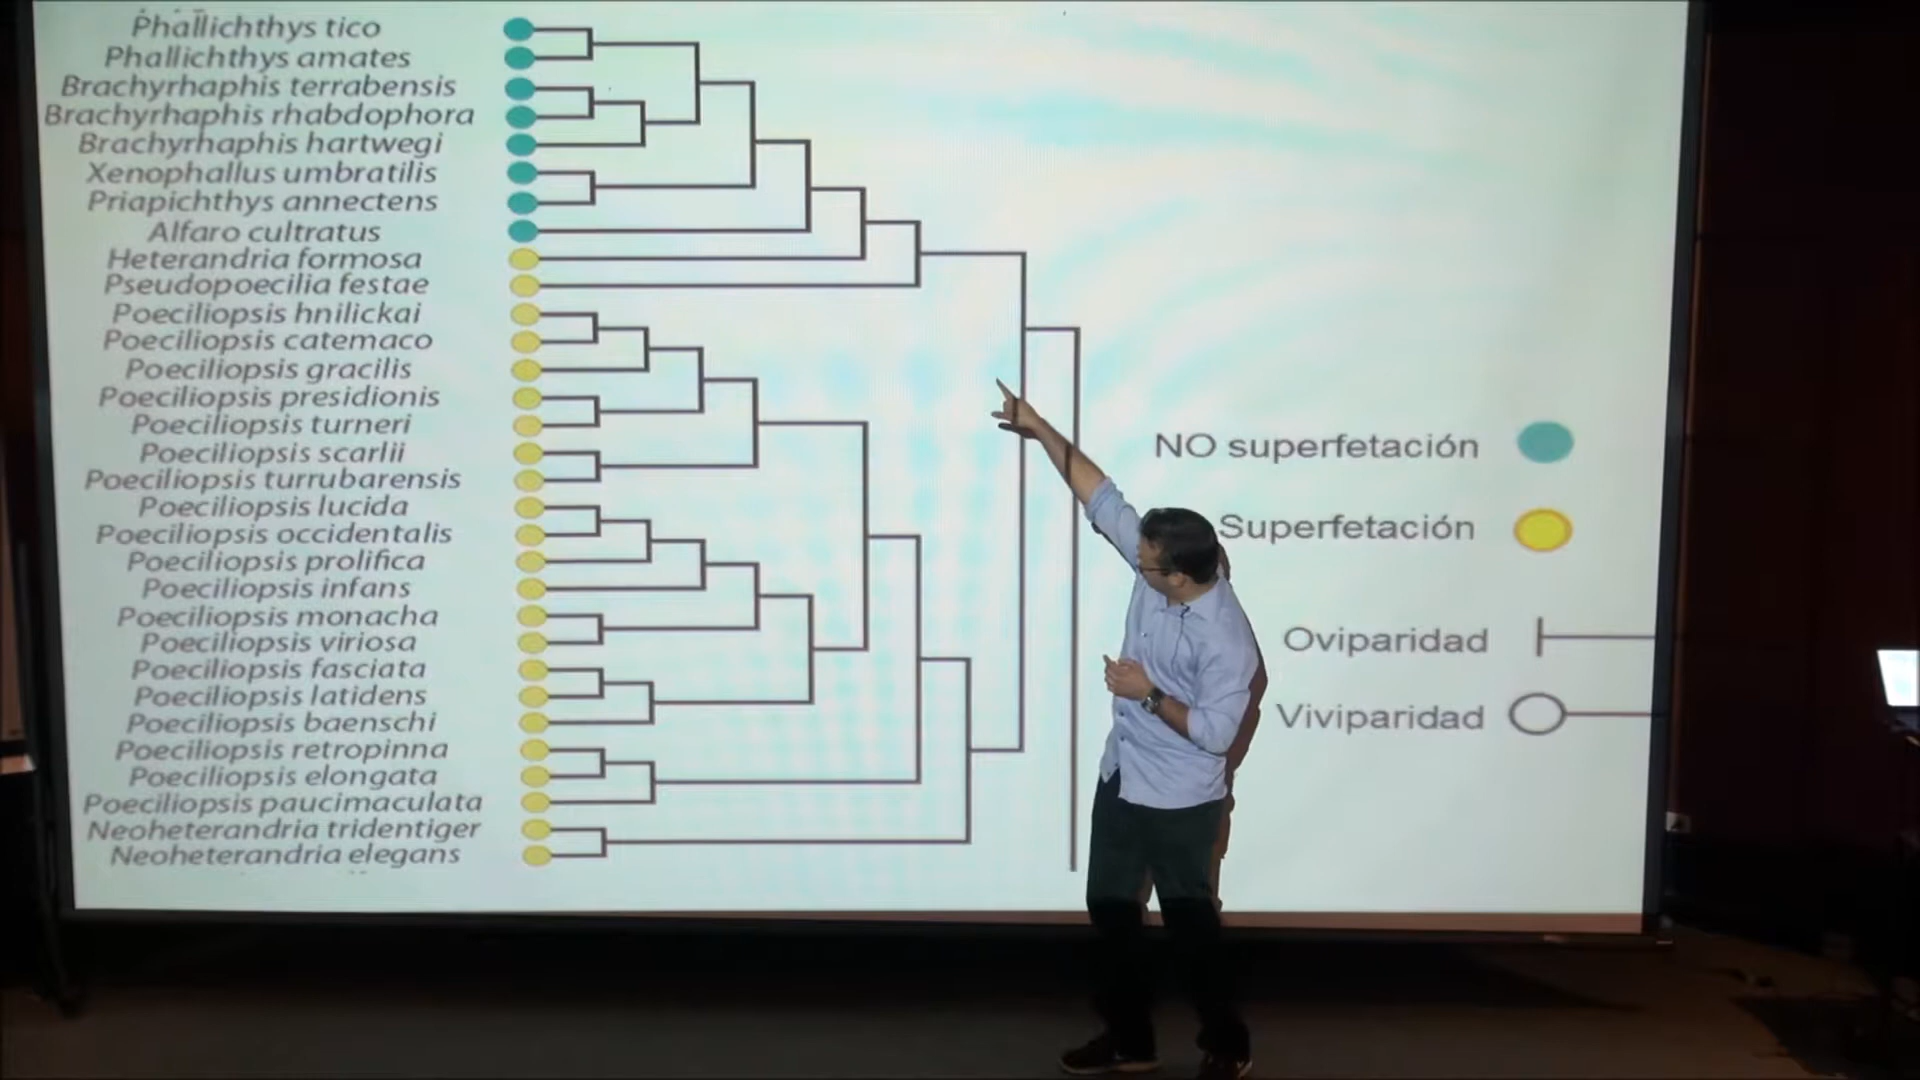 Phallichthys tico
Phallichthys amates
Brachyrhaphis terrabensis
Brachyrhaphis rhabdophora
Brachyrhaphis hartwegi
Xenophallus umbratilis
Priapichthys annectens
Alfaro cultratus
Heterandria formosa
Pseudopoecilia festae
Poeciliopsis hnilickai
Poeciliopsis catemaco
Poeciliopsis gracilis
Poeciliopsis presidionis
Poeciliopsis turneri
Poeciliopsis scarlii
Poeciliopsis turrubarensis
Poeciliopsis lucida
Poeciliopsis occidentalis
Poeciliopsis prolifica
Poeciliopsis infans
Poeciliopsis monacha
Poeciliopsis viriosa
Poeciliopsis fasciata
Poeciliopsis latidens
Poeciliopsis baenschi
Poeciliopsis retropinna
Poeciliopsis elongata
Poeciliopsis paucimaculata
Neoheterandria tridentiger
Neoheterandria elegans
NO superfetación
Superfetación
Oviparidad
Viviparidad